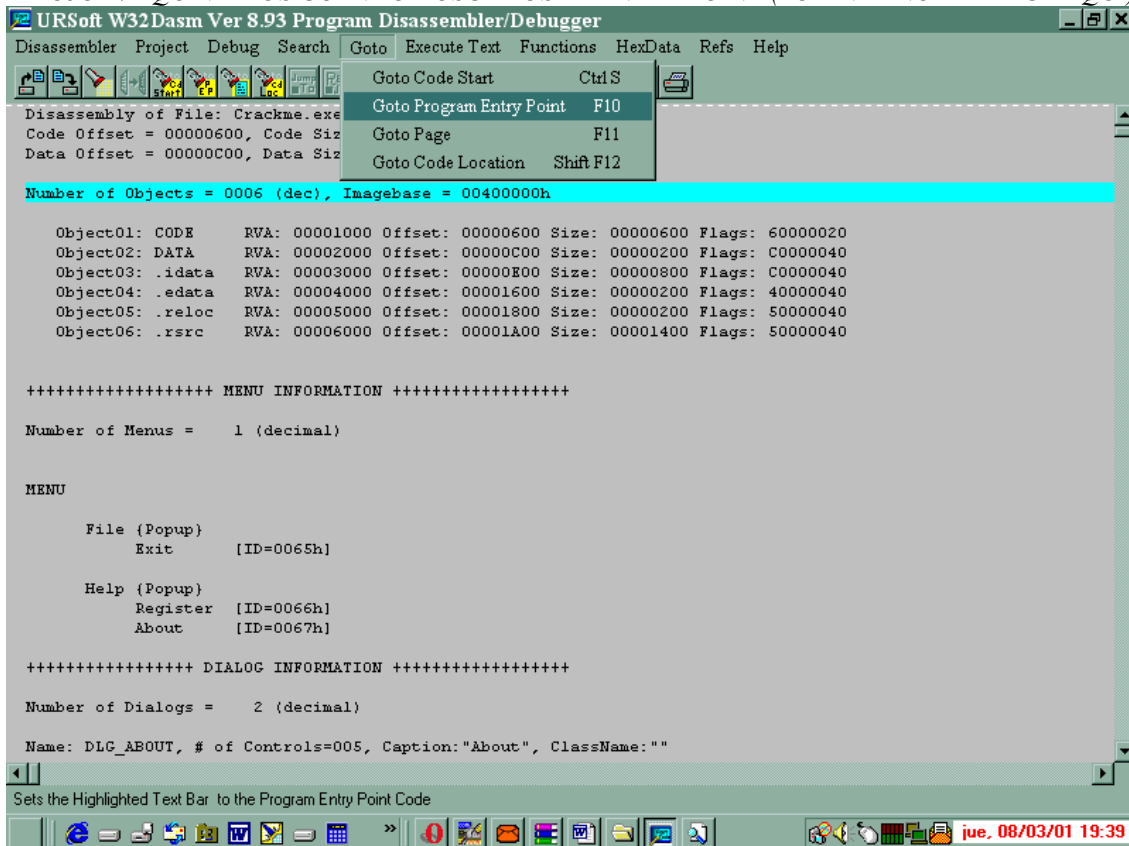 URSoft W32Dasm Ver 8.93 Program Disassembler/Debugger
Disassembler Project Debug Search Goto Execute Text Functions HexData Refs Help
Goto Code Start Ctrl S
Goto Program Entry Point F10
Goto Page F11
Goto Code Location Shift F12
Disassembly of File: Crackme.exe
Code Offset = 00000600, Code Siz
Data Offset = 00000C00, Data Siz
Number of Objects = 0006 (dec), Imagebase = 00400000h
Object01: CODE RVA: 00001000 Offset: 00000600 Size: 00000600 Flags: 60000020
Object02: DATA RVA: 00002000 Offset: 00000C00 Size: 00000200 Flags: C0000040
Object03: .idata RVA: 00003000 Offset: 00000E00 Size: 00000800 Flags: C0000040
Object04: .edata RVA: 00004000 Offset: 00001600 Size: 00000200 Flags: 40000040
Object05: .reloc RVA: 00005000 Offset: 00001800 Size: 00000200 Flags: 50000040
Object06: .rsrc RVA: 00006000 Offset: 00001A00 Size: 00001400 Flags: 50000040
+++++++++++++++++++ MENU INFORMATION ++++++++++++++++++
Number of Menus = 1 (decimal)
MENU
File {Popup}
Exit [ID=0065h]
Help {Popup}
Register [ID=0066h]
About [ID=0067h]
+++++++++++++++++ DIALOG INFORMATION ++++++++++++++++++
Number of Dialogs = 2 (decimal)
Name: DLG_ABOUT, # of Controls=005, Caption:"About", ClassName:""
Sets the Highlighted Text Bar to the Program Entry Point Code
jue, 08/03/01 19:39